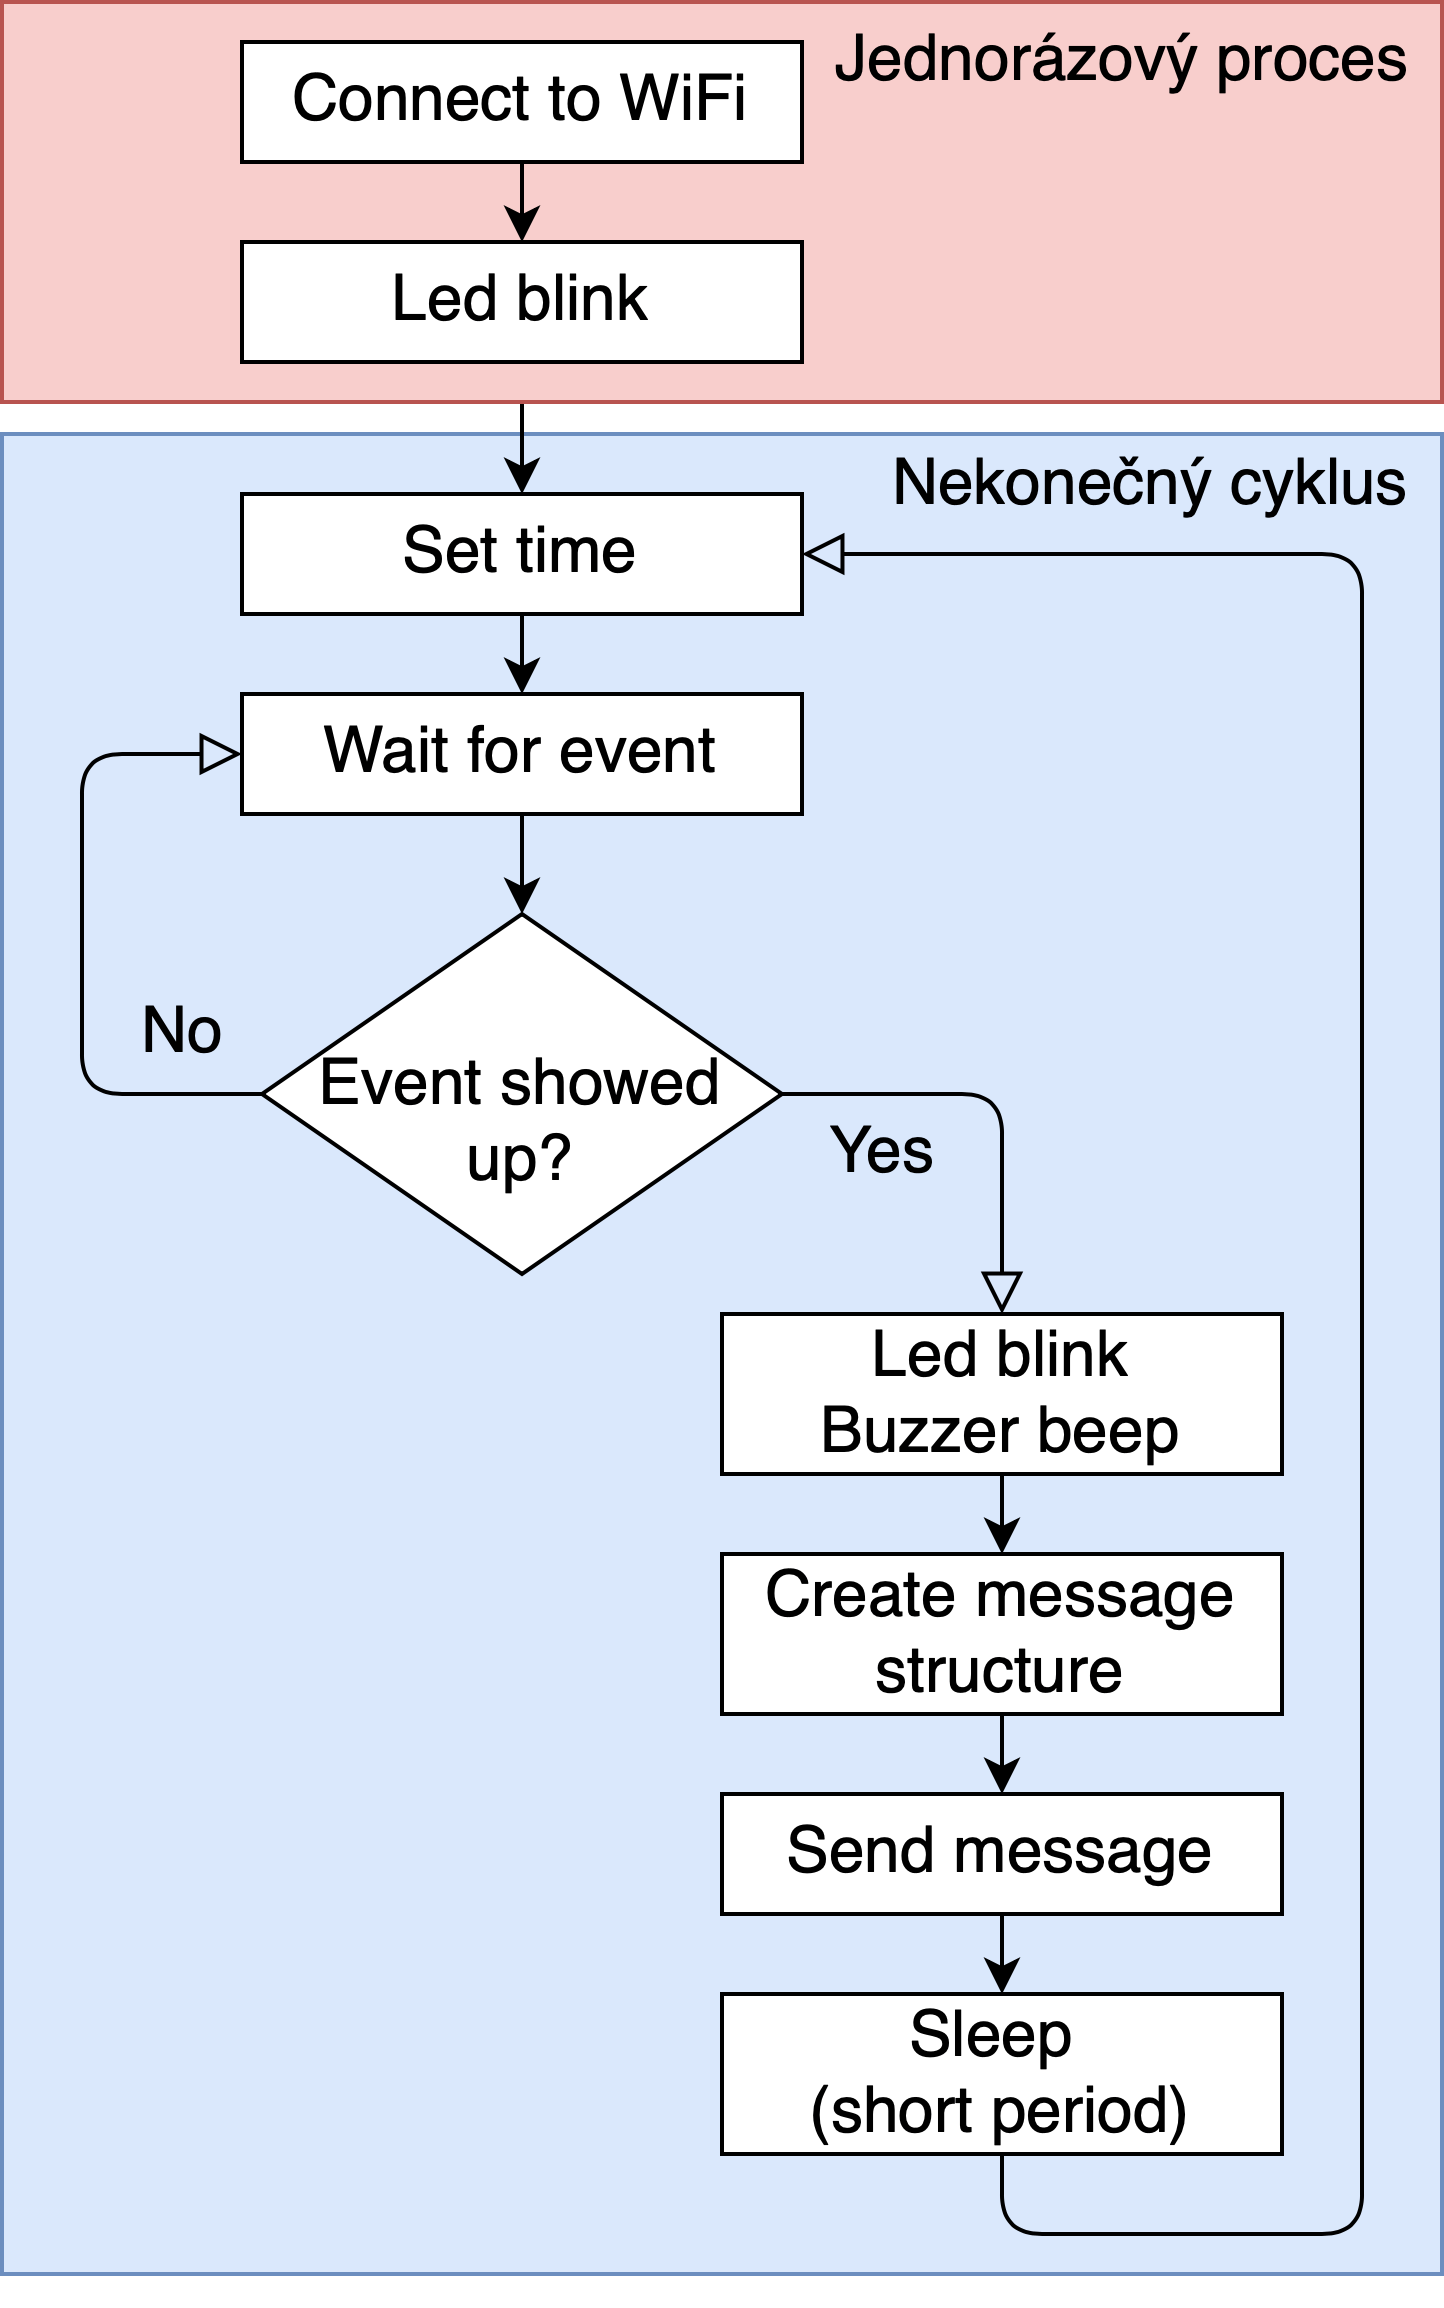 Jednorázový proces
Connect to WiFi
Led blink
Nekonečný cyklus
Set time
Wait for event
No
Event showed
up?
Yes
Led blink
Buzzer beep
Create message
structure
Send message
Sleep
(short period)